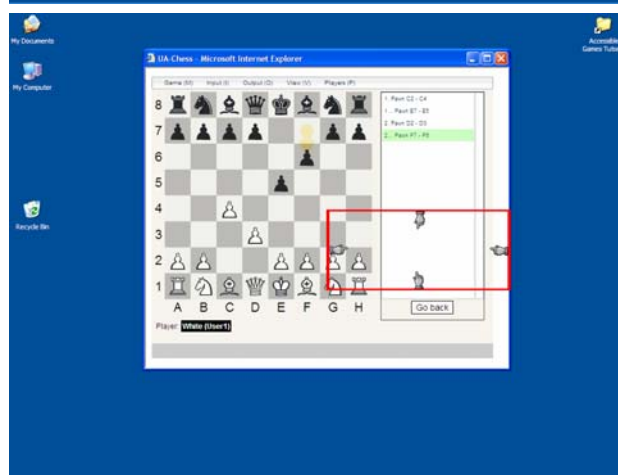 My Documents
Accessible
Games Tutor
UA-Chess - Microsoft Internet Explorer
My Computer
Game (M) Input (I) Output (O) View (V) Players (P)
8
1. Pawn C2 - C4
1... Pawn E7 - E5
7
2. Pawn D2 - D3
2... Pawn F7 - F6
6
5
4
Recycle Bin
3
2
1
A B C D E F G H
Go back
Player: White (User1)